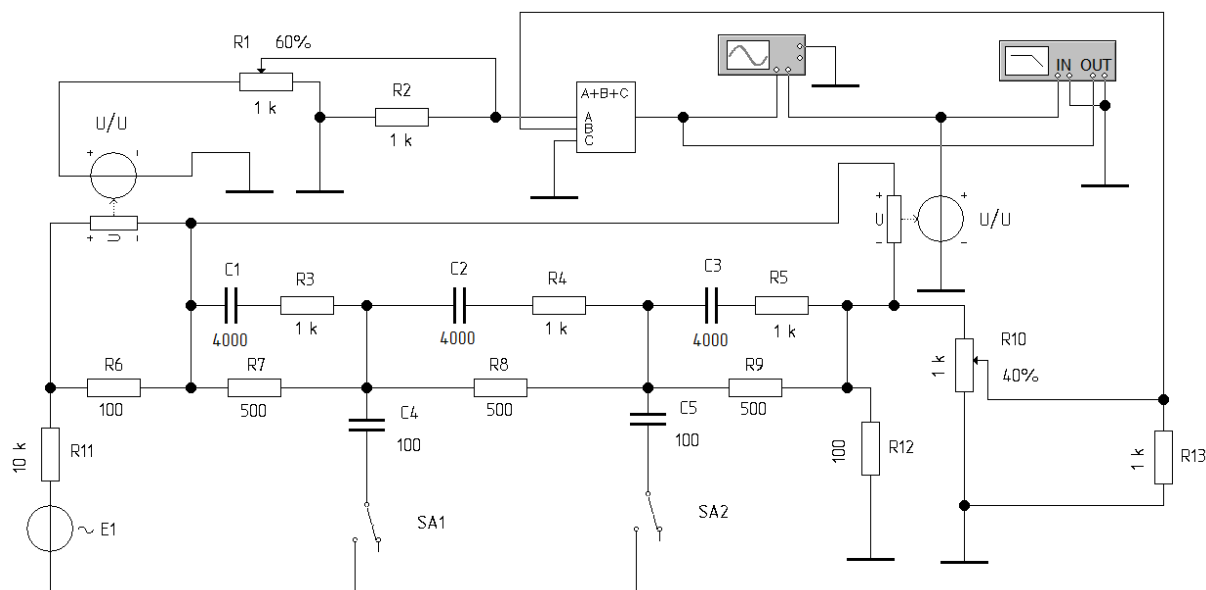 R1 60%
1 k
R2
1 k
U/U
+ -
+ U -
A+B+C
A
B
C
IN OUT
+
U
-
+
-
U/U
C1
4000
R3
1 k
C2
4000
R4
1 k
C3
4000
R5
1 k
R6
100
R7
500
R8
500
R9
500
R10
1 k
40%
C4
100
C5
100
R11
10 k
R12
100
R13
1 k
SA1
SA2
~ E1